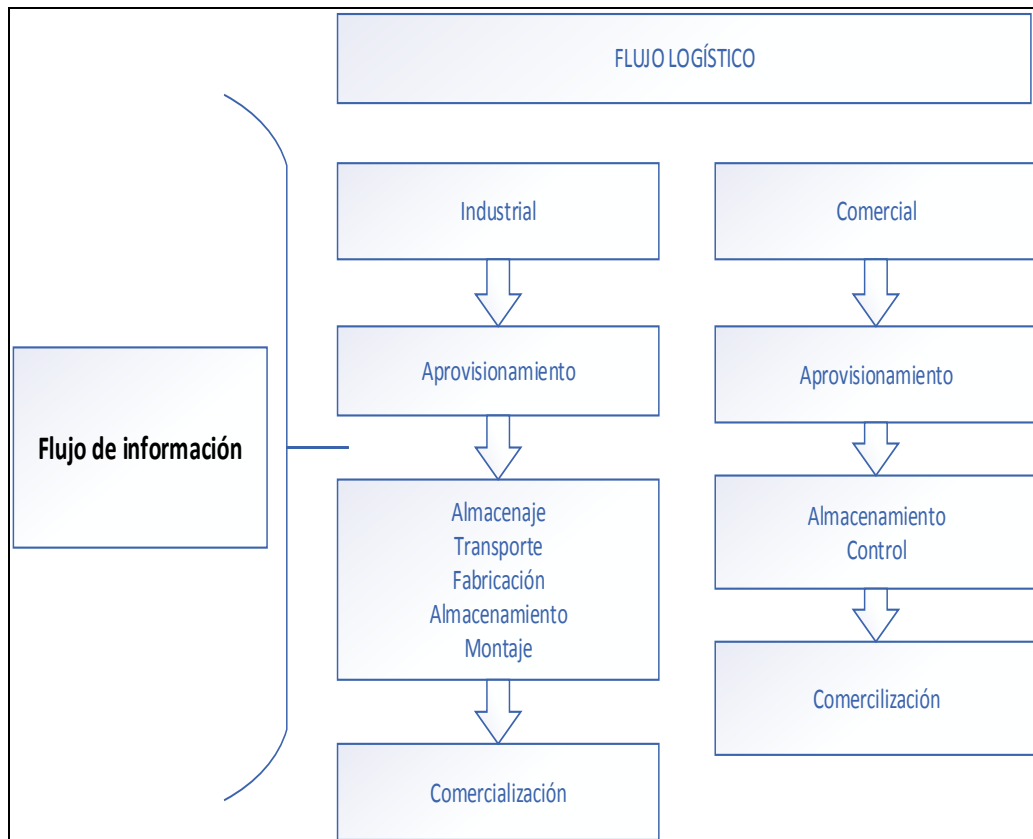 FLUJO LOGÍSTICO
Industrial
Comercial
Aprovisionamiento
Aprovisionamiento
Flujo de información
Almacenaje
Transporte
Fabricación
Almacenamiento
Montaje
Almacenamiento
Control
Comercilización
Comercialización